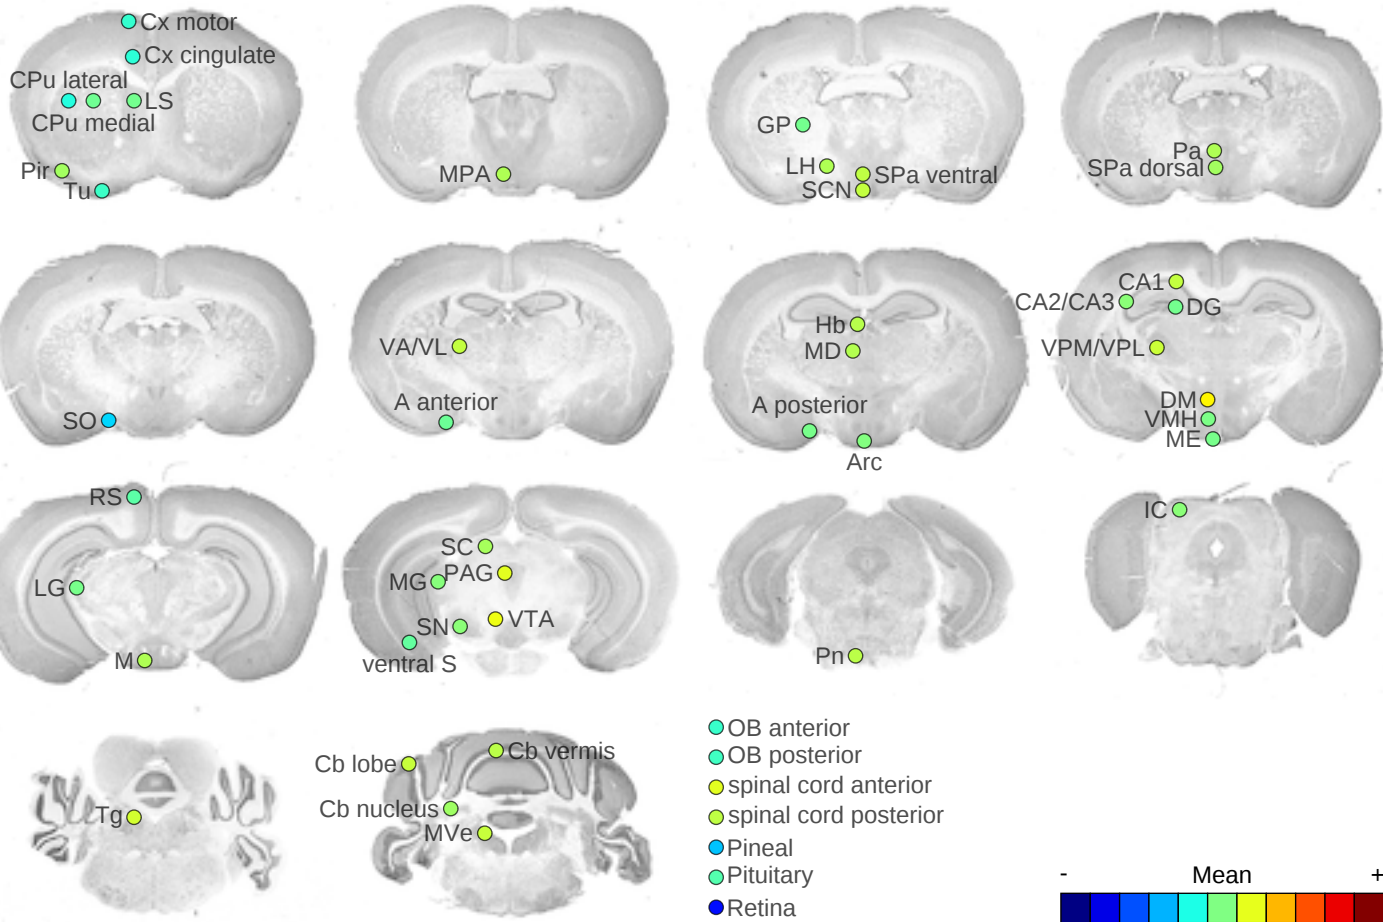 Cx motor
Cx cingulate
CPu lateral
LS
CPu medial
Pir
Tu
MPA
GP
LH
SPa ventral
SCN
Pa
SPa dorsal
SO
VA/VL
A anterior
Hb
MD
A posterior
Arc
CA1
CA2/CA3
DG
VPM/VPL
DM
VMH
ME
RS
LG
M
SC
MG
PAG
SN
VTA
ventral S
Pn
IC
Tg
Cb lobe
Cb vermis
Cb nucleus
MVe
OB anterior
OB posterior
spinal cord anterior
spinal cord posterior
Pineal
Pituitary
Retina
- Mean +